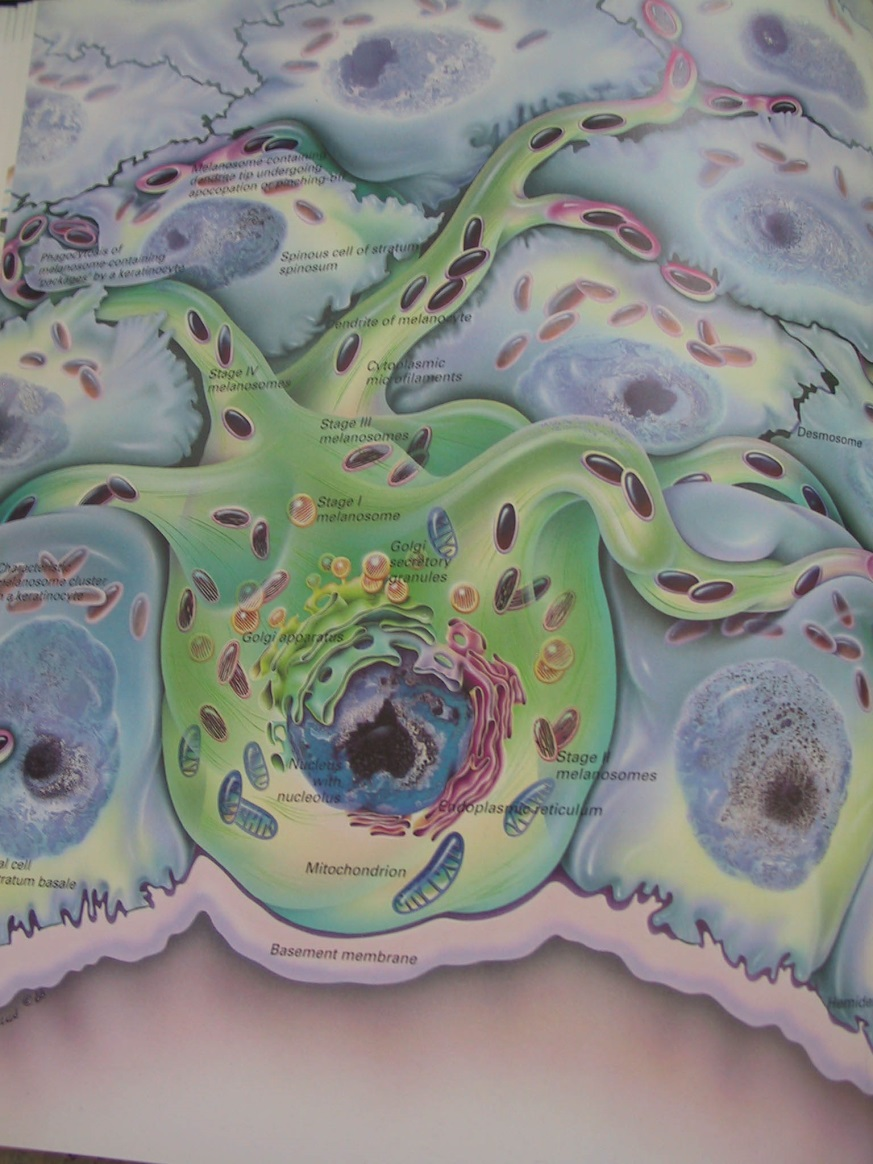 Melanosome-containing
dendrite tip undergoing
apocopation or pinching-off
Phagocytosis of
melanosome-containing
'packages' by a keratinocyte
Spinous cell of stratum
spinosum
Dendrite of melanocyte
Cytoplasmic
microfilaments
Stage IV
melanosomes
Stage III
melanosomes
Desmosome
Stage I
melanosome
Golgi
secretory
granules
Characteristic
melanosome cluster
in a keratinocyte
Golgi apparatus
Stage II
melanosomes
Nucleus
with
nucleolus
Endoplasmic reticulum
Mitochondrion
al cell
tratum basale
Basement membrane
Hemide